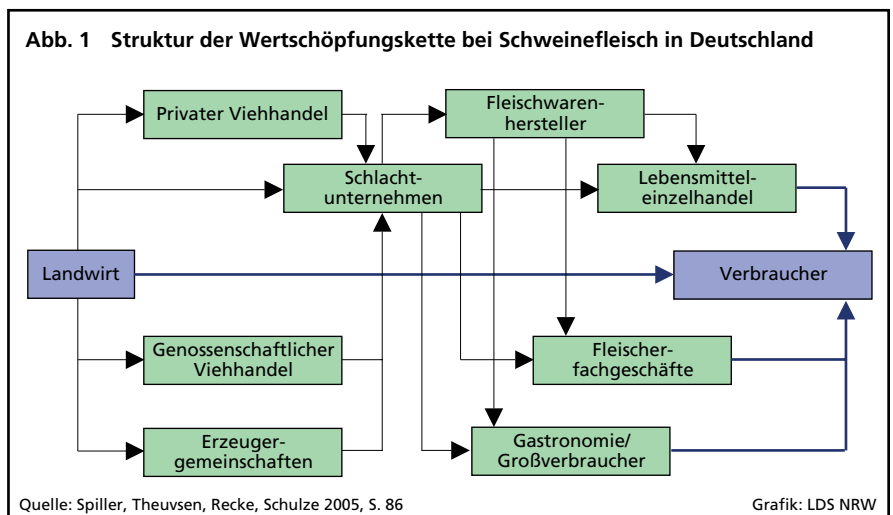 Abb. 1 Struktur der Wertschöpfungskette bei Schweinefleisch in Deutschland
Privater Viehhandel
Fleischwaren-
hersteller
Schlacht-
unternehmen
Lebensmittel-
einzelhandel
Landwirt
Verbraucher
Genossenschaftlicher
Viehhandel
Fleischer-
fachgeschäfte
Erzeuger-
gemeinschaften
Gastronomie/
Großverbraucher
Quelle: Spiller, Theuvsen, Recke, Schulze 2005, S. 86
Grafik: LDS NRW